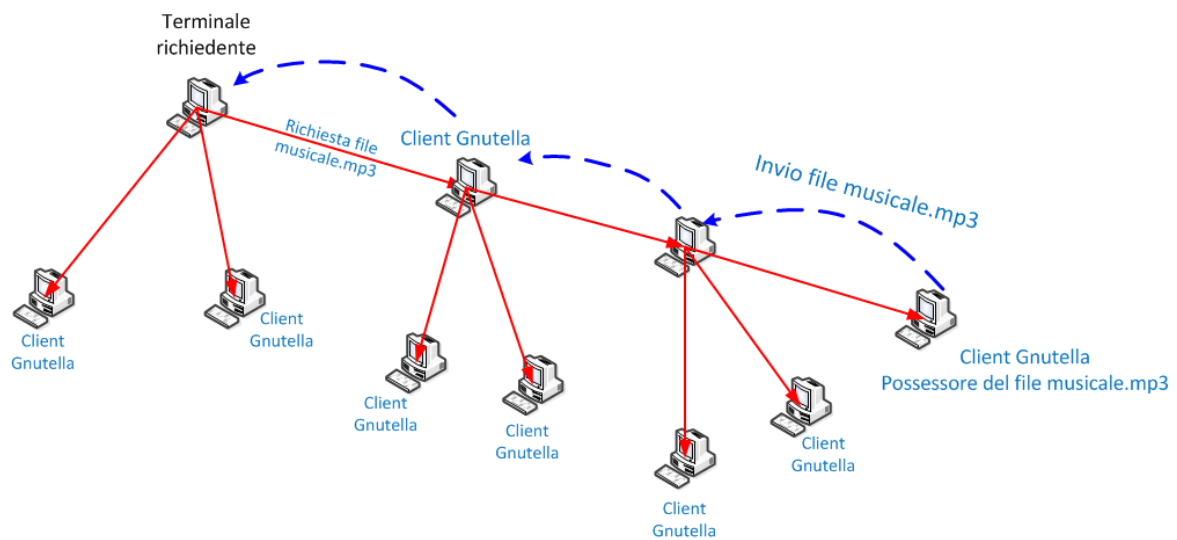 Terminale
richiedente
Richiesta file
musicale.mp3
Client Gnutella
Invio file musicale.mp3
Client
Gnutella
Client
Gnutella
Client
Gnutella
Client
Gnutella
Client Gnutella
Possessore del file musicale.mp3
Client
Gnutella
Client
Gnutella